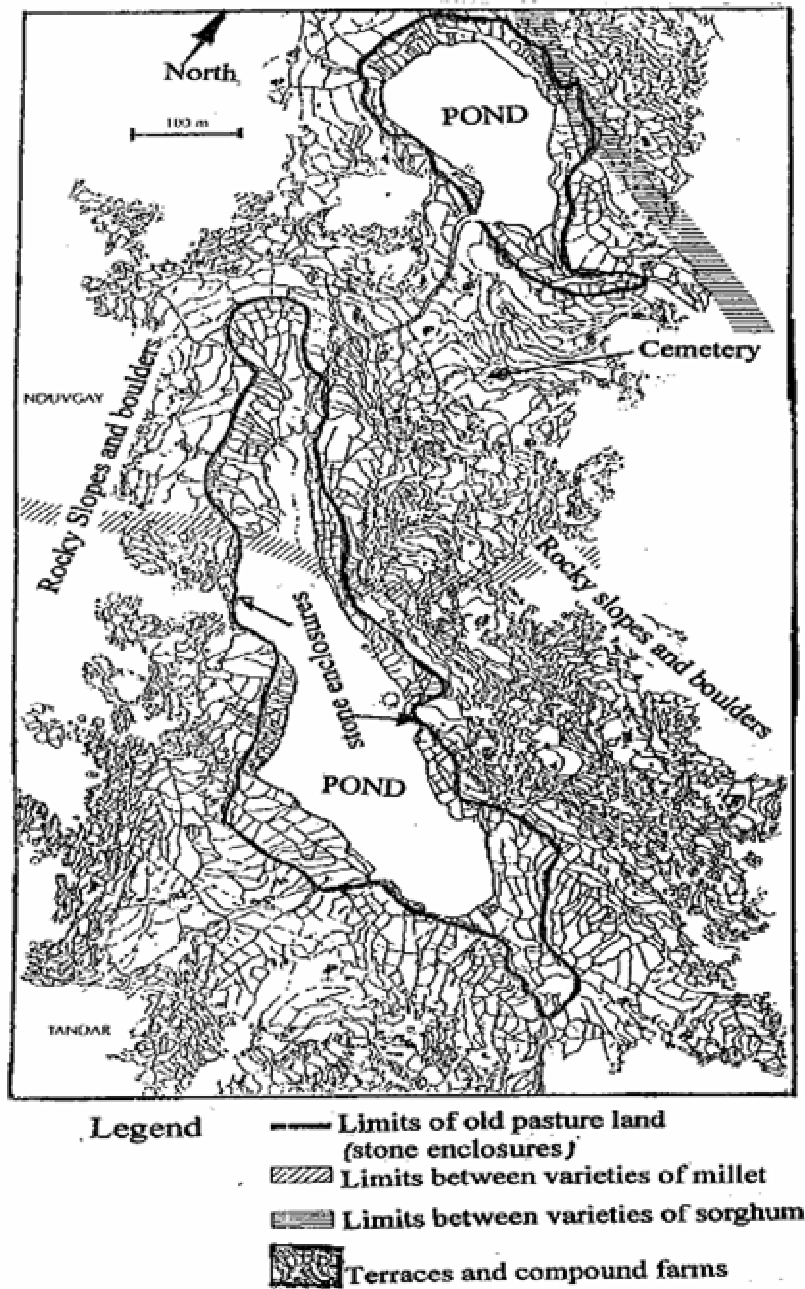 North
100 m
POND
Cemetery
NOUVGAY
Rocky Slopes and boulders
Rocky slopes and boulders
stone enclosures
POND
TANDAR
Legend
Limits of old pasture land
(stone enclosures)
Limits between varieties of millet
Limits between varieties of sorghum
Terraces and compound farms